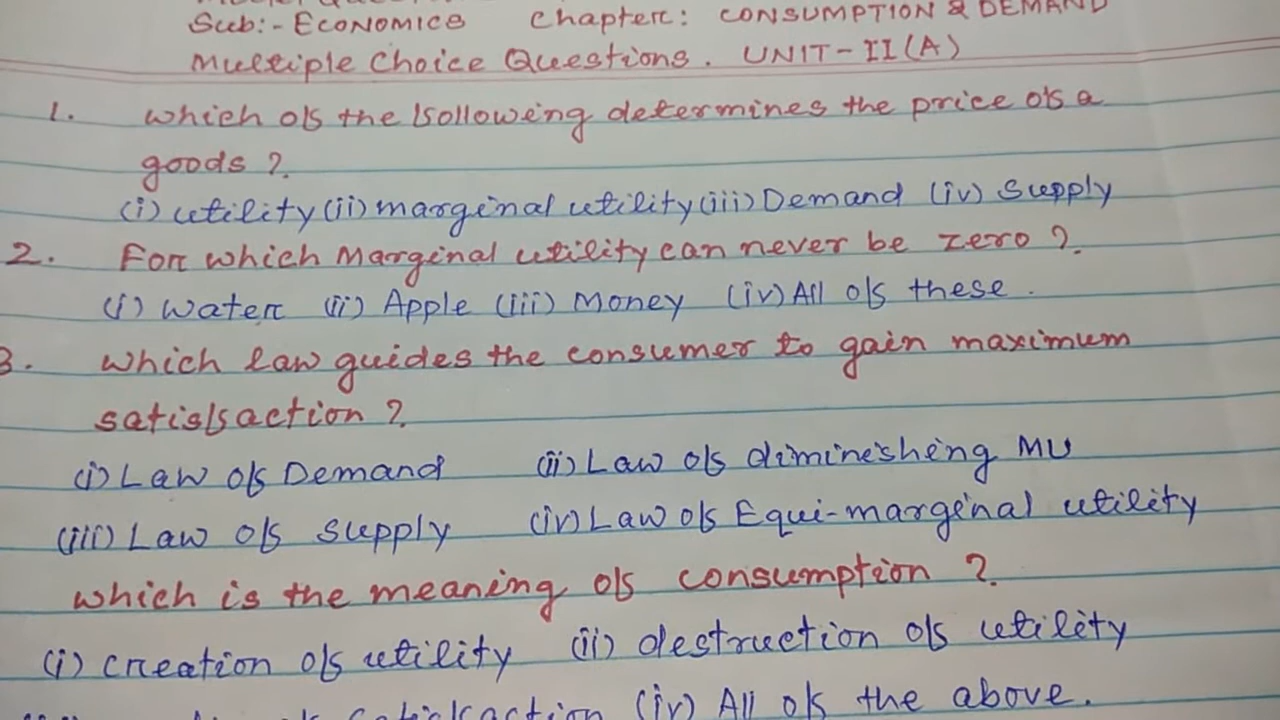 Sub:- Economics Chapter: CONSUMPTION & DEMAND
Multiple Choice Questions. UNIT-II(A)
1. which of the following determines the price of a
goods ?
(i) utility (ii) marginal utility (iii) Demand (iv) Supply
2. For which Marginal utility can never be zero ?
(i) Water (ii) Apple (iii) Money (iv) All of these.
3. which law guides the consumer to gain maximum
satisfaction ?
(i) Law of Demand (ii) Law of diminishing MU
(iii) Law of supply (iv) Law of Equi-marginal utility
which is the meaning of consumption ?
(i) creation of utility (ii) destruction of utility
satisfaction (iv) All of the above.